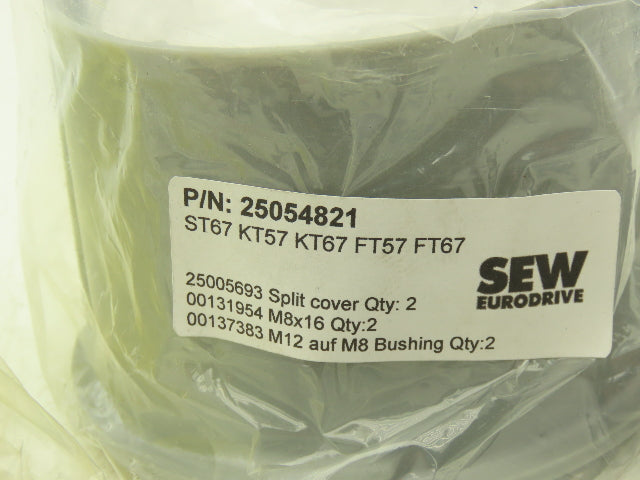 P/N: 25054821
ST67 KT57 KT67 FT57 FT67
25005693 Split cover Qty: 2
00131954 M8x16 Qty:2
00137383 M12 auf M8 Bushing Qty:2
SEW
EURODRIVE